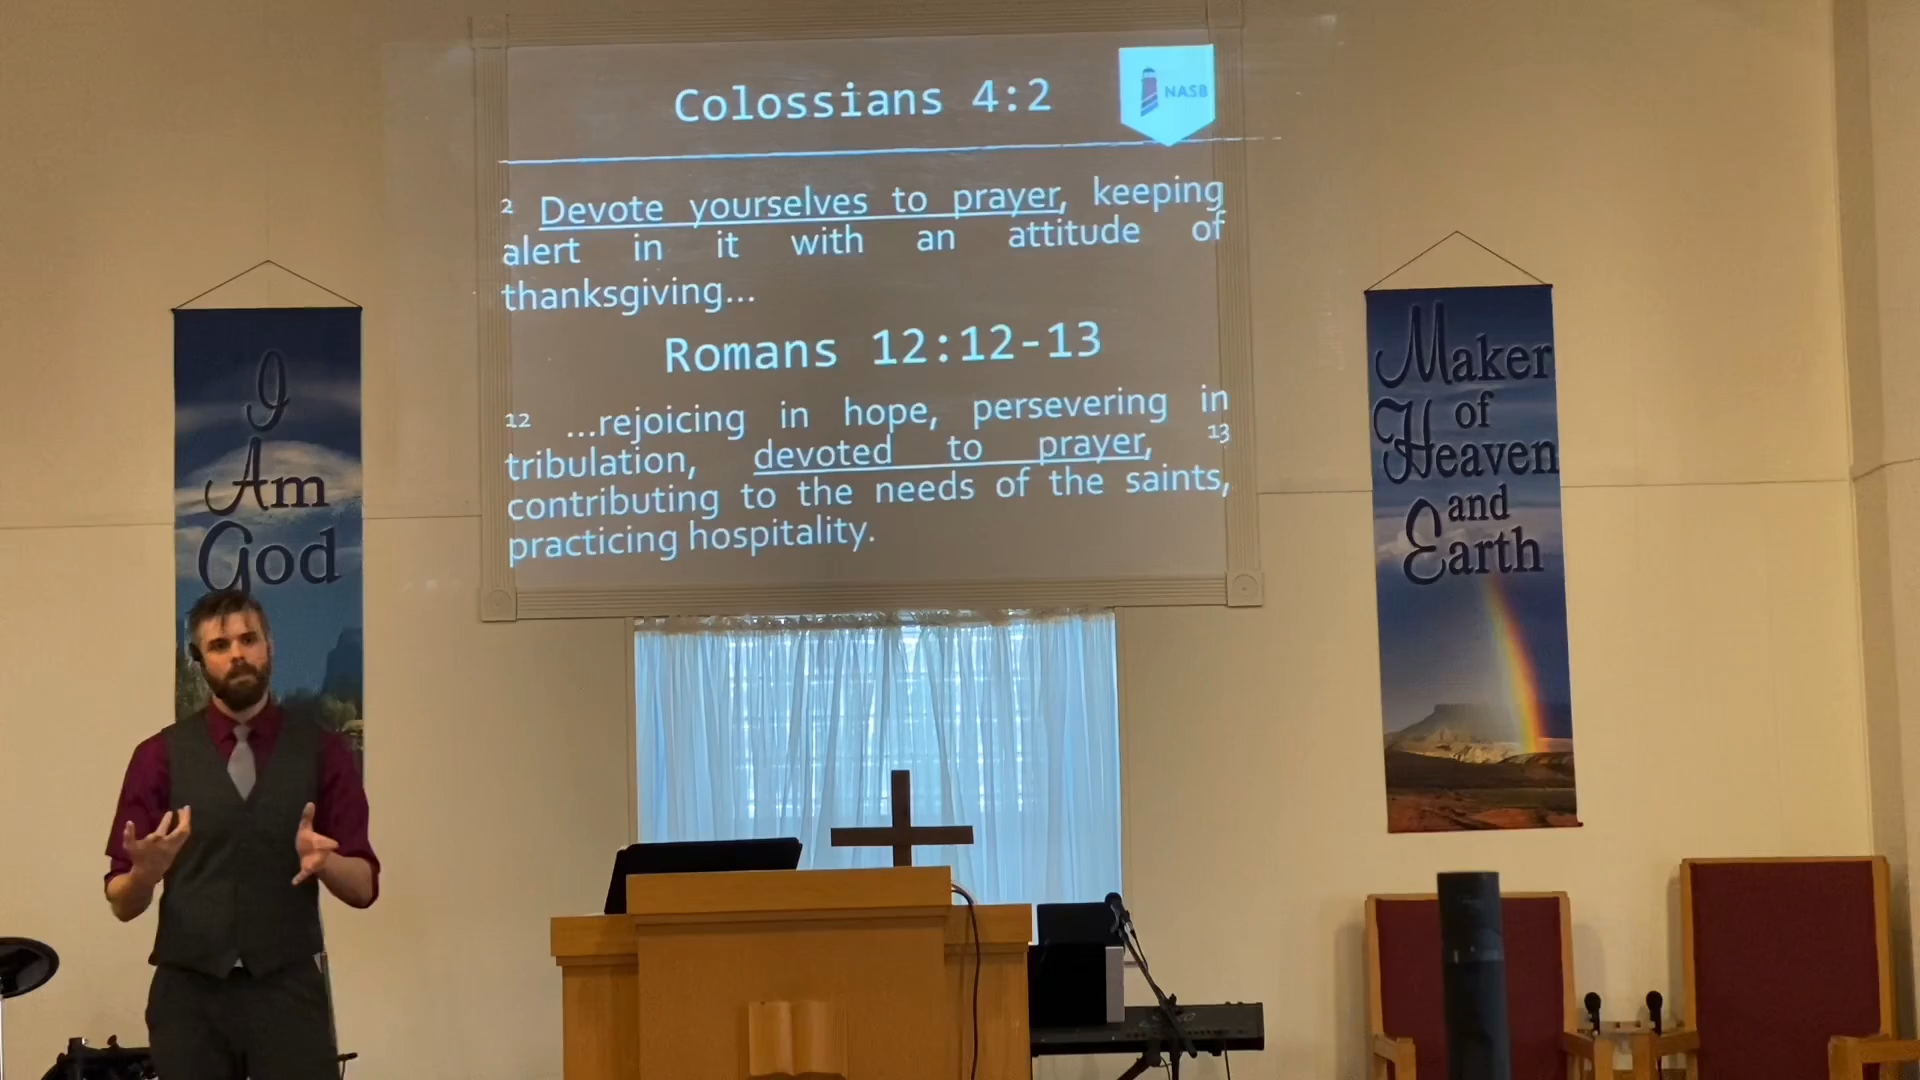 Colossians 4:2
NASB
2 Devote yourselves to prayer, keeping
alert in it with an attitude of
thanksgiving...
Romans 12:12-13
12 ...rejoicing in hope, persevering in
tribulation, devoted to prayer, 13
contributing to the needs of the saints,
practicing hospitality.
I
Am
God
Maker
of
Heaven
and
Earth